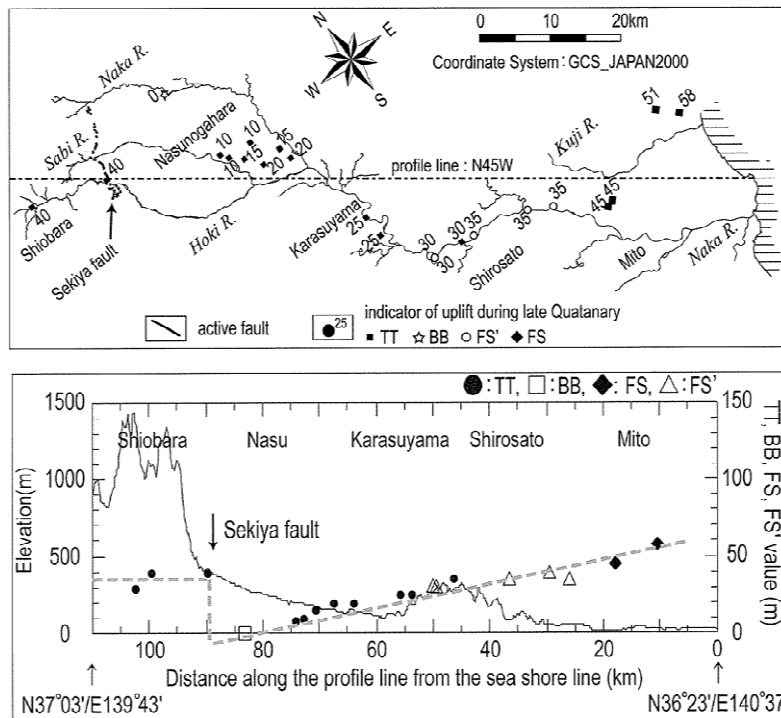 N
E
W
S
0 10 20km
Coordinate System : GCS_JAPAN2000
Naka R.
0
51
58
Sabi R.
Nasunogahara
10
10
15
20
10
15
20
Kuji R.
40
profile line : N45W
40
Shiobara
Sekiya fault
Hoki R.
Karasuyama
25
25
30
30
30
35
35
35
45
45
Shirosato
Mito
Naka R.
active fault
25
indicator of uplift during late Quatanary
TT BB FS' FS
:TT, :BB, :FS, :FS'
1500
1000
500
0
Elevation(m)
Shiobara Nasu Karasuyama Shirosato Mito
Sekiya fault
150
100
50
0
TT, BB, FS, FS' value (m)
100 80 60 40 20 0
Distance along the profile line from the sea shore line (km)
N37°03'/E139°43'
N36°23'/E140°37'